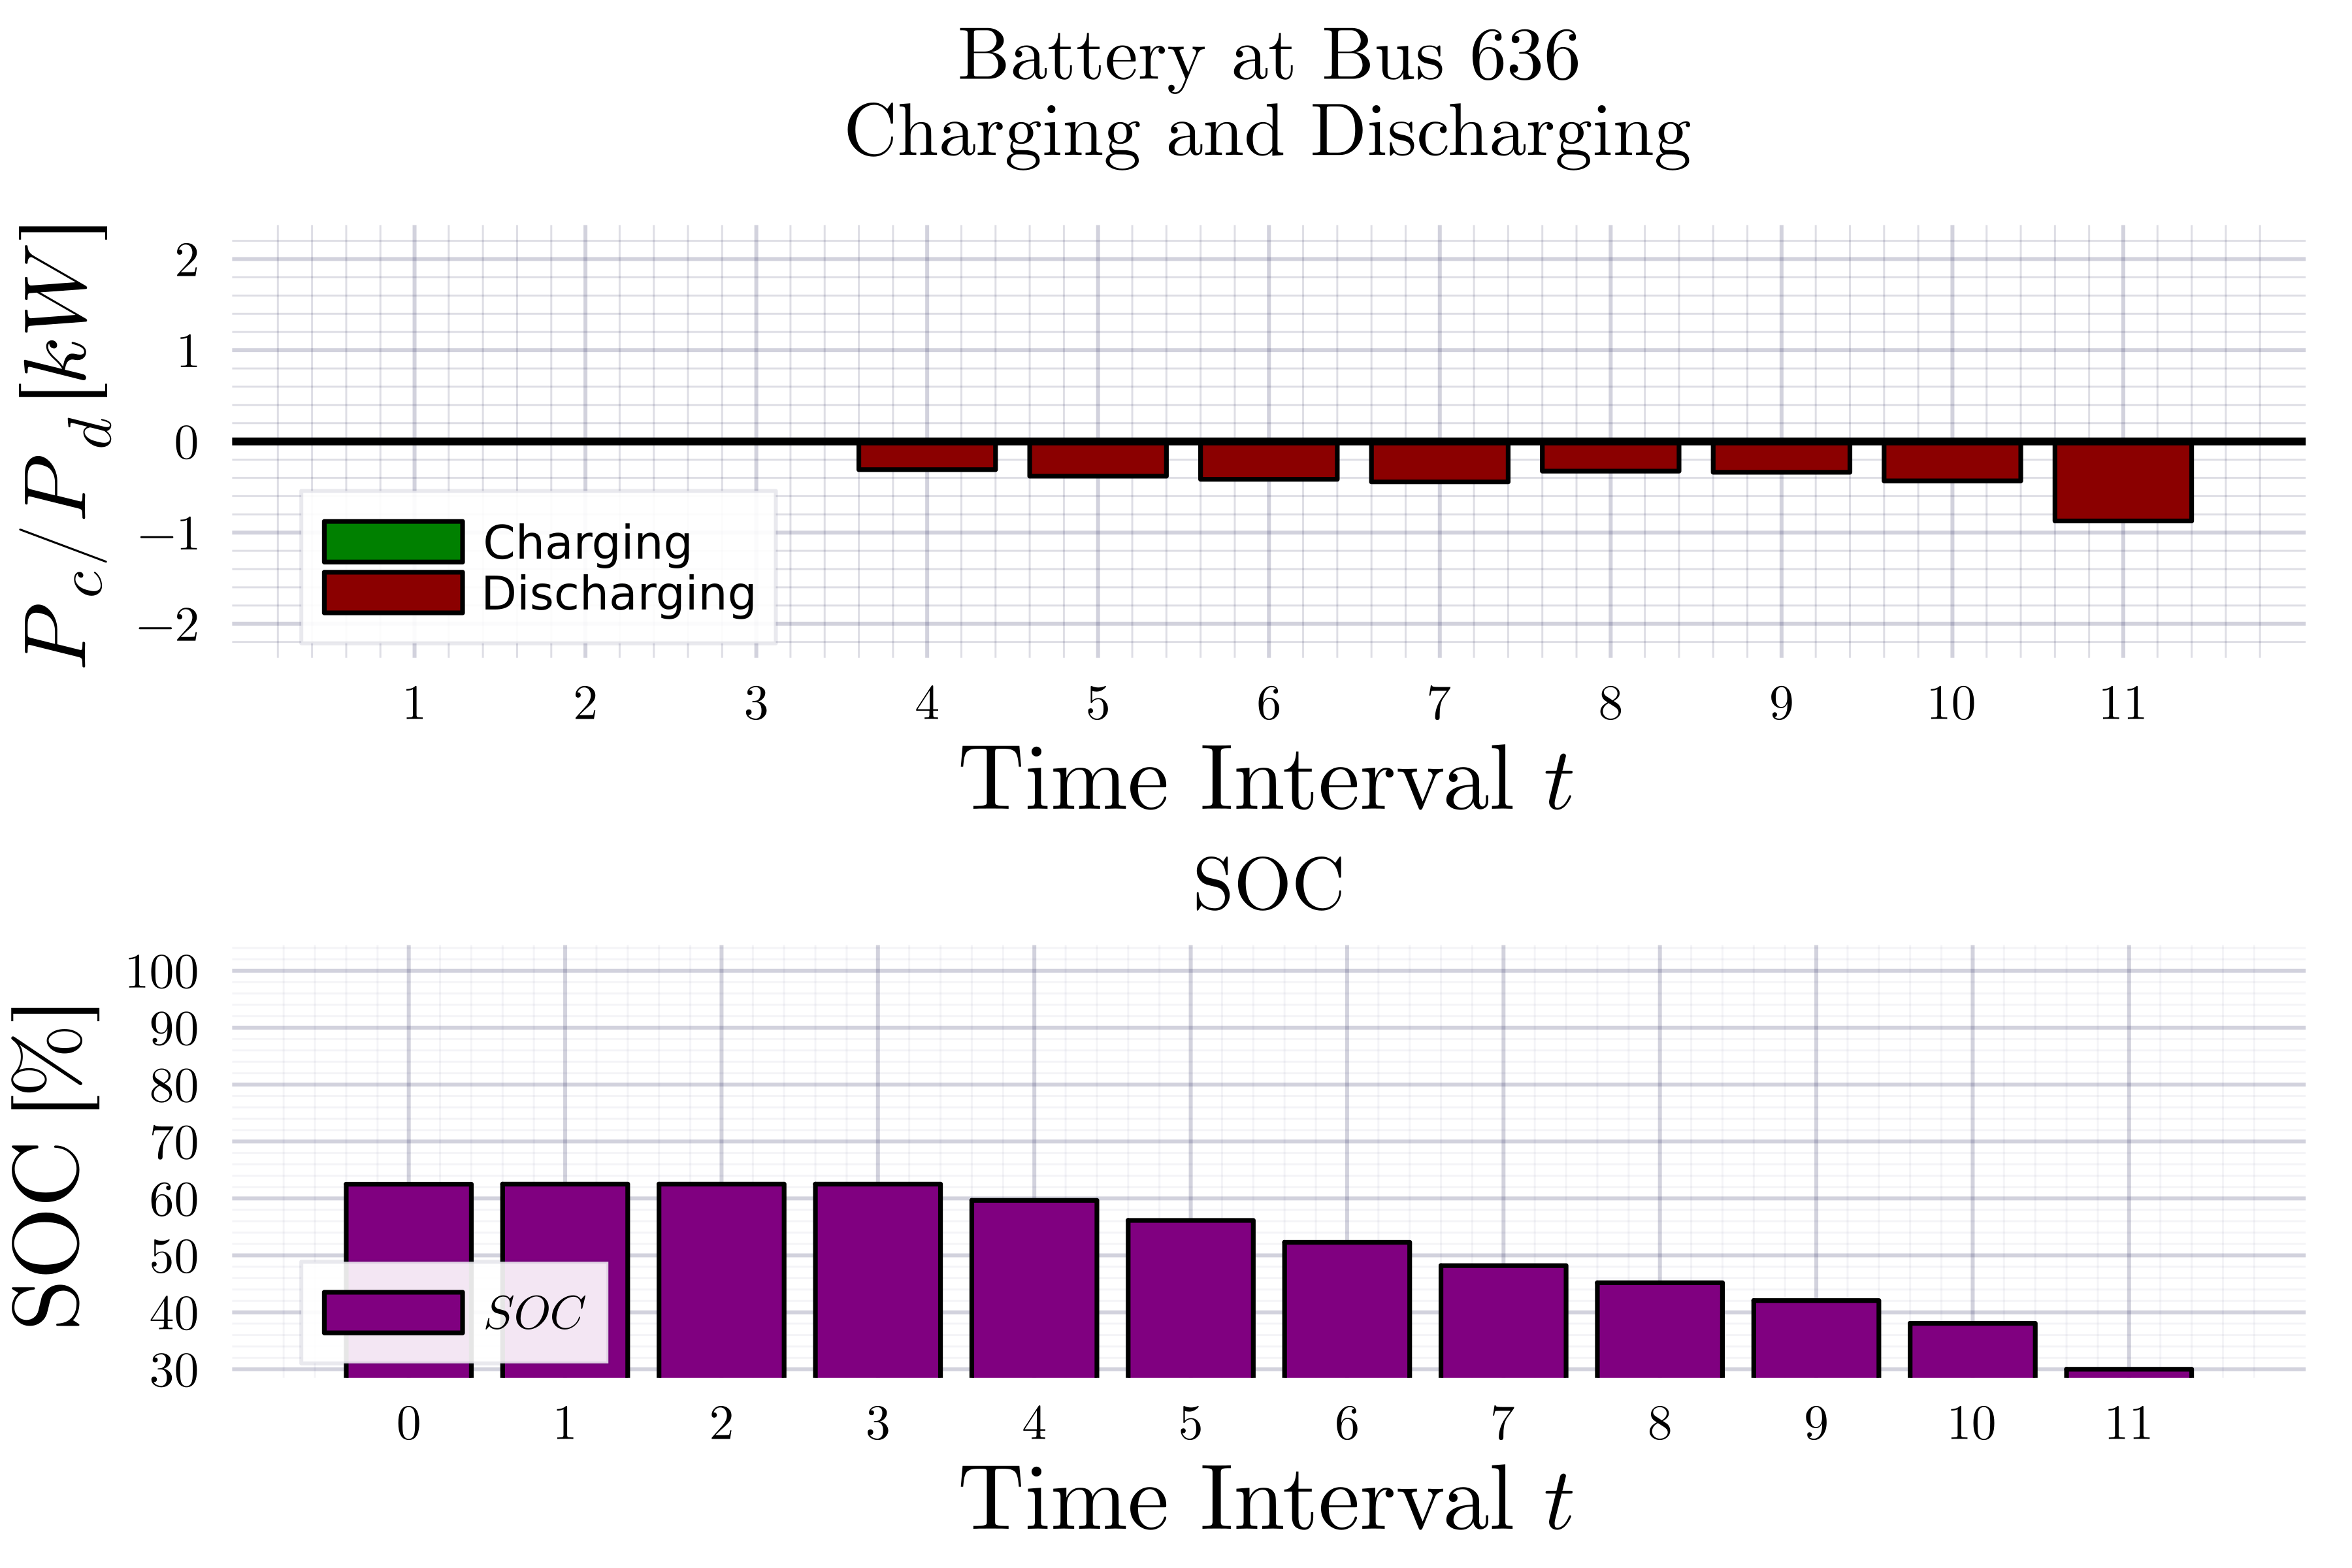 Battery at Bus 636
Charging and Discharging
P_c/P_d [kW]
2
1
0
−1
−2
Charging
Discharging
1 2 3 4 5 6 7 8 9 10 11
Time Interval t
SOC
SOC [%]
100
90
80
70
60
50
40
30
SOC
0 1 2 3 4 5 6 7 8 9 10 11
Time Interval t